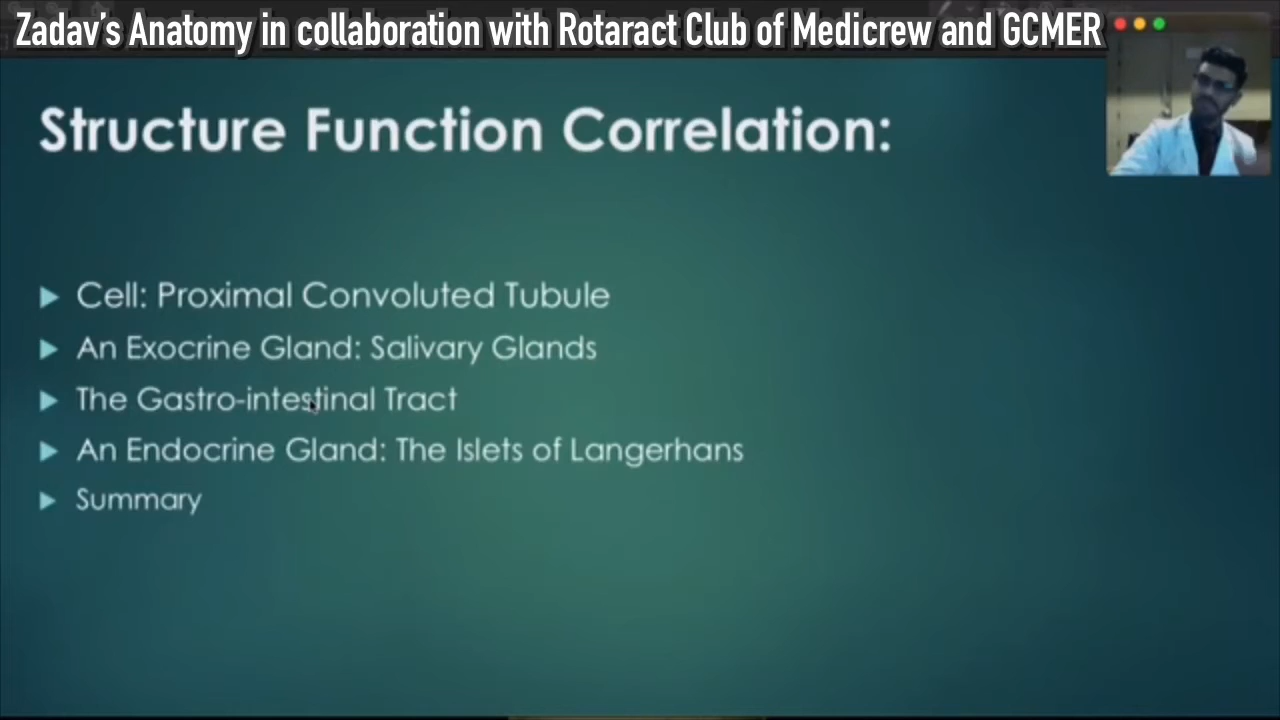 Zadav's Anatomy in collaboration with Rotaract Club of Medicrew and GCMER
Structure Function Correlation:
Cell: Proximal Convoluted Tubule
An Exocrine Gland: Salivary Glands
The Gastro-intestinal Tract
An Endocrine Gland: The Islets of Langerhans
Summary